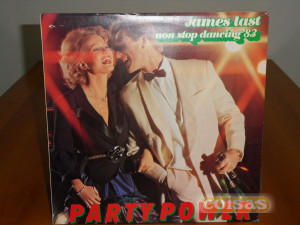 James Last
non stop dancing '83
PARTY POWER
COISAS